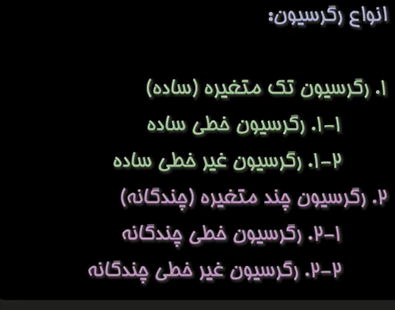 انواع رگرسیون:
۱. رگرسیون تک متغیره (ساده)
۱-۱. رگرسیون خطی ساده
۱-۲. رگرسیون غیر خطی ساده
۲. رگرسیون چند متغیره (چندگانه)
۲-۱. رگرسیون خطی چندگانه
۲-۲. رگرسیون غیر خطی چندگانه